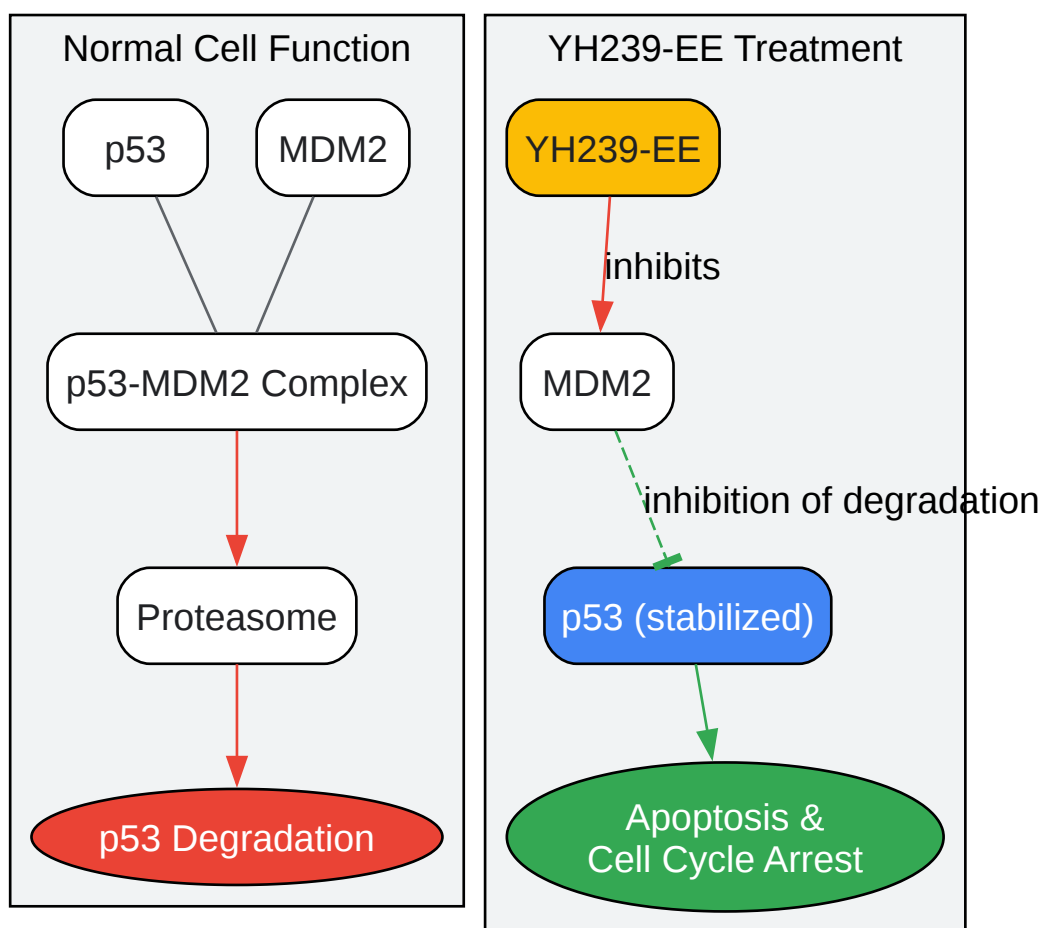 Normal Cell Function
p53
MDM2
p53-MDM2 Complex
Proteasome
p53 Degradation
YH239-EE Treatment
YH239-EE
inhibits
MDM2
inhibition of degradation
p53 (stabilized)
Apoptosis &
Cell Cycle Arrest